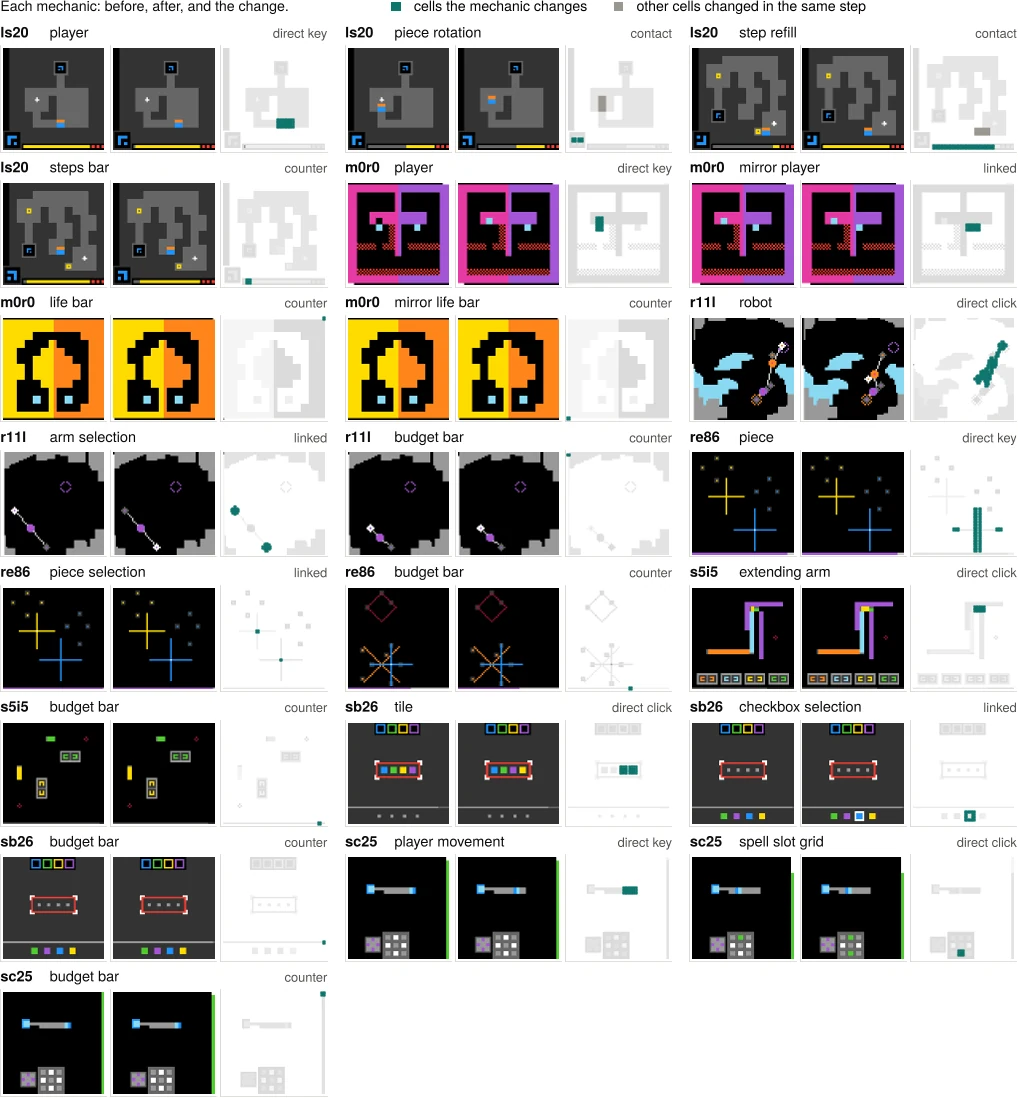 Each mechanic: before, after, and the change. cells the mechanic changes other cells changed in the same step
ls20 player direct key ls20 piece rotation contact ls20 step refill contact
ls20 steps bar counter m0r0 player direct key m0r0 mirror player linked
m0r0 life bar counter m0r0 mirror life bar counter r11l robot direct click
r11l arm selection linked r11l budget bar counter re86 piece direct key
re86 piece selection linked re86 budget bar counter s5i5 extending arm direct click
s5i5 budget bar counter sb26 tile direct click sb26 checkbox selection linked
sb26 budget bar counter sc25 player movement direct key sc25 spell slot grid direct click
sc25 budget bar counter